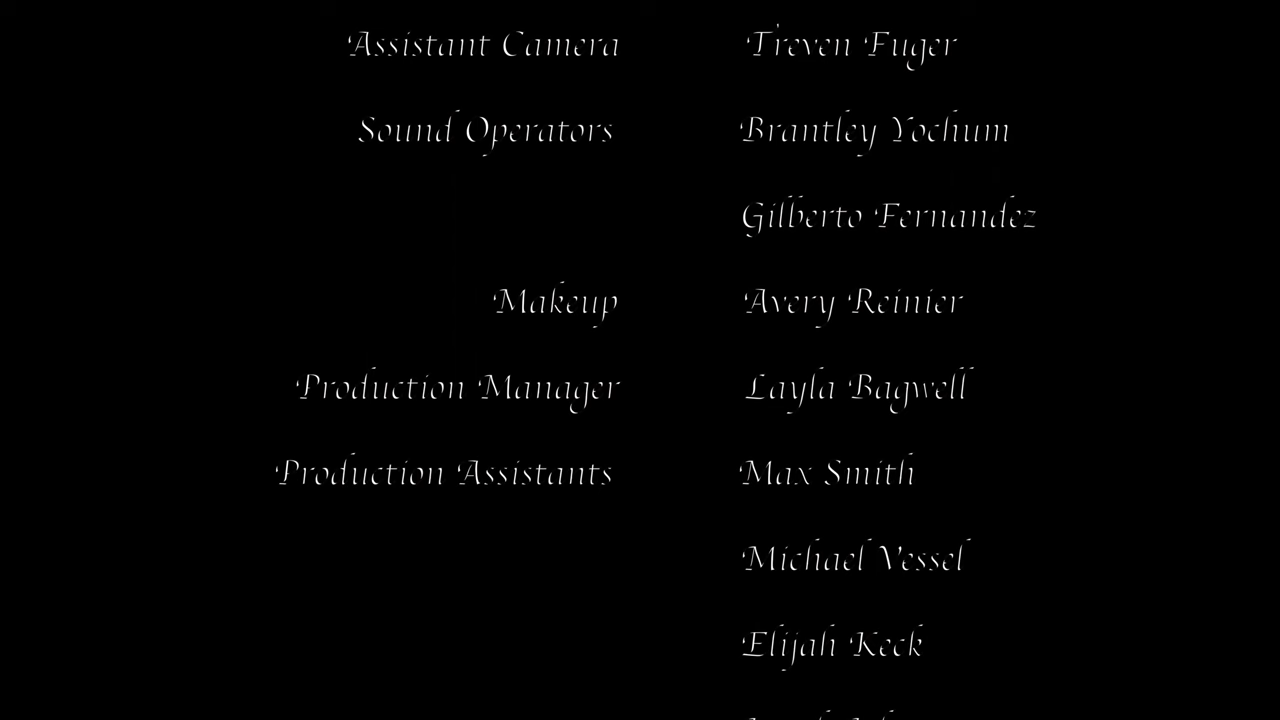 Assistant Camera Treven Fuger
Sound Operators Brantley Yochum
Gilberto Fernandez
Makeup Avery Reinier
Production Manager Layla Bagwell
Production Assistants Max Smith
Michael Vessel
Elijah Keck